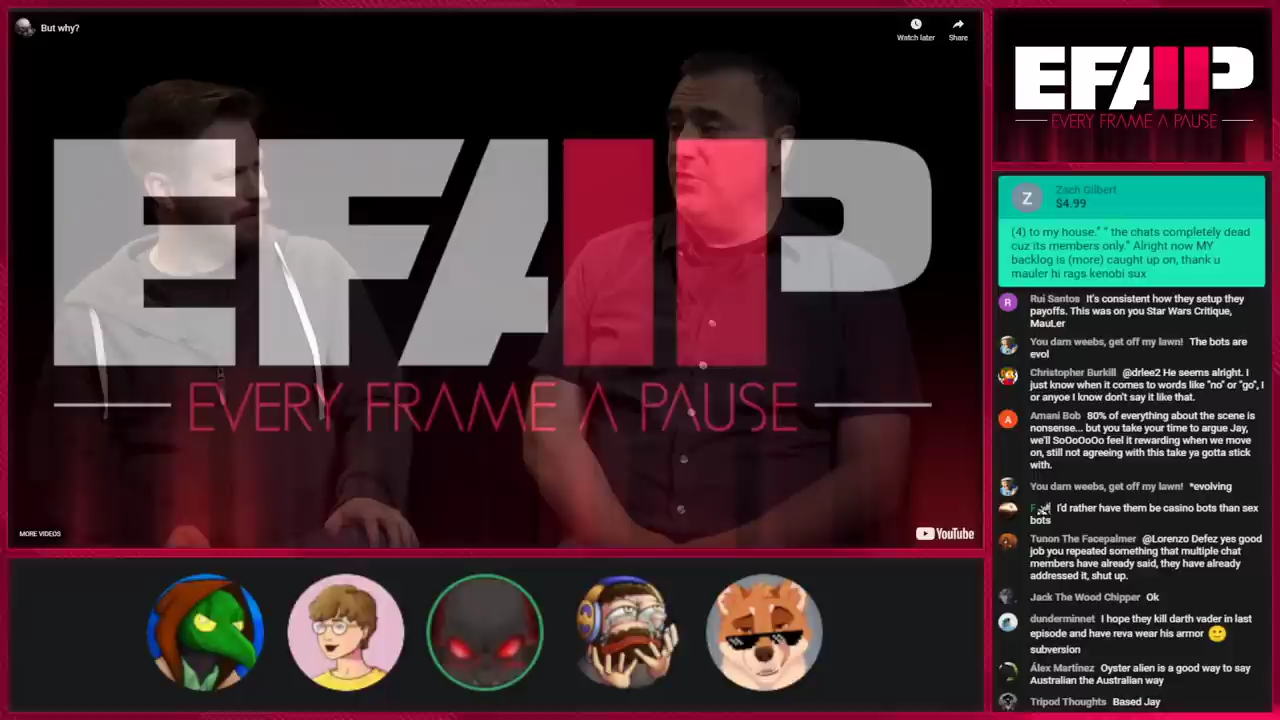 But why?
Watch later
Share
EFAP
EVERY FRAME A PAUSE
MORE VIDEOS
YouTube
EFAP
EVERY FRAME A PAUSE
Z
Zach Gilbert
$4.99
(4) to my house." " the chats completely dead
cuz its members only." Alright now MY
backlog is (more) caught up on, thank u
mauler hi rags kenobi sux
R
Rui Santos It's consistent how they setup they
payoffs. This was on you Star Wars Critique,
MauLer
You dam weebs, get off my lawn! The bots are
evol
Christopher Burkill @drlee2 He seems alright. I
just know when it comes to words like "no" or "go", I
or anyoe I know don't say it like that.
A
Amani Bob 80% of everything about the scene is
nonsense... but you take your time to argue Jay,
we'll SoOoOoOo feel it rewarding when we move
on, still not agreeing with this take ya gotta stick
with.
You dam weebs, get off my lawn! *evolving
I'd rather have them be casino bots than sex
bots
Tunon The Facepalmer @Lorenzo Defez yes good
job you repeated something that multiple chat
members have already said, they have already
addressed it, shut up.
Jack The Wood Chipper Ok
dunderminnet I hope they kill darth vader in last
episode and have reva wear his armor 🙂
subversion
Álex Martínez Oyster alien is a good way to say
Australian the Australian way
Tripod Thoughts Based Jay